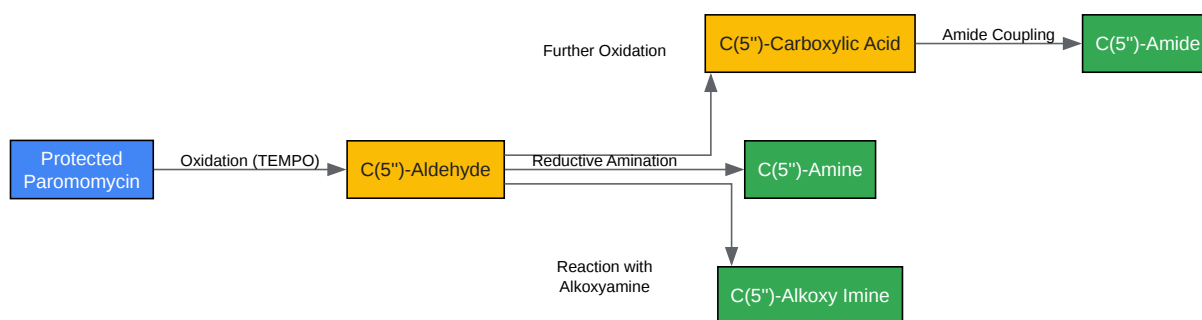 Further Oxidation
C(5")-Carboxylic Acid
Amide Coupling
C(5")-Amide
Protected
Paromomycin
Oxidation (TEMPO)
C(5")-Aldehyde
Reductive Amination
C(5")-Amine
Reaction with
Alkoxyamine
C(5")-Alkoxy Imine